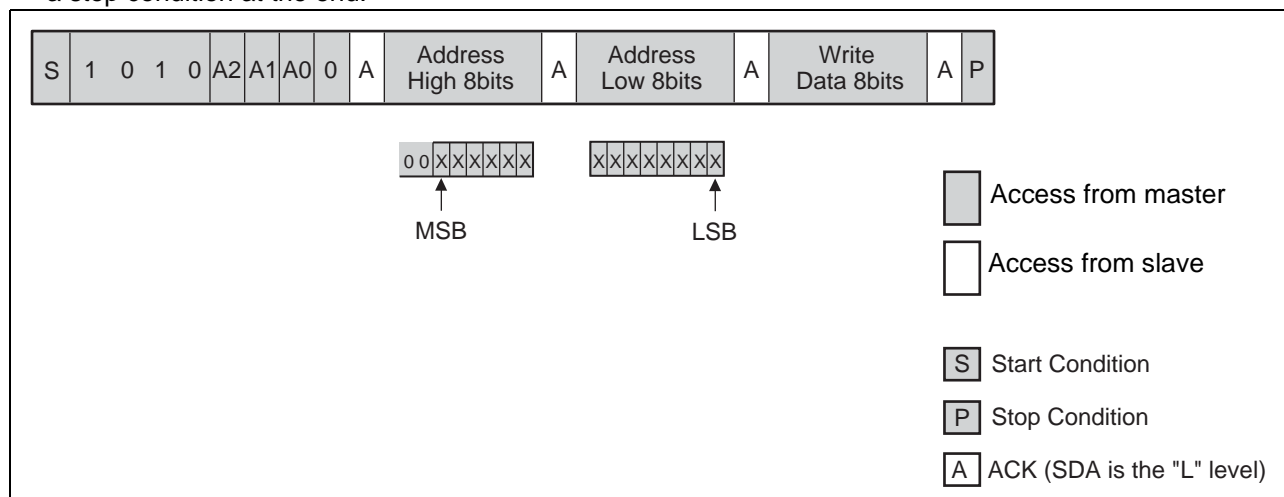 a stop condition at the end.
S 1 0 1 0 A2 A1 A0 0 A Address High 8bits A Address Low 8bits A Write Data 8bits A P
0 0 X X X X X X X X X X X X X X
MSB LSB
Access from master
Access from slave
S Start Condition
P Stop Condition
A ACK (SDA is the "L" level)